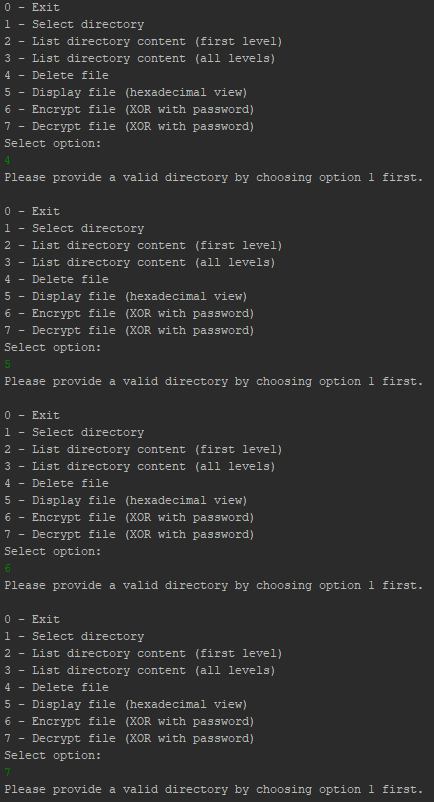 0 - Exit
1 - Select directory
2 - List directory content (first level)
3 - List directory content (all levels)
4 - Delete file
5 - Display file (hexadecimal view)
6 - Encrypt file (XOR with password)
7 - Decrypt file (XOR with password)
Select option:
4
Please provide a valid directory by choosing option 1 first.
0 - Exit
1 - Select directory
2 - List directory content (first level)
3 - List directory content (all levels)
4 - Delete file
5 - Display file (hexadecimal view)
6 - Encrypt file (XOR with password)
7 - Decrypt file (XOR with password)
Select option:
5
Please provide a valid directory by choosing option 1 first.
0 - Exit
1 - Select directory
2 - List directory content (first level)
3 - List directory content (all levels)
4 - Delete file
5 - Display file (hexadecimal view)
6 - Encrypt file (XOR with password)
7 - Decrypt file (XOR with password)
Select option:
6
Please provide a valid directory by choosing option 1 first.
0 - Exit
1 - Select directory
2 - List directory content (first level)
3 - List directory content (all levels)
4 - Delete file
5 - Display file (hexadecimal view)
6 - Encrypt file (XOR with password)
7 - Decrypt file (XOR with password)
Select option:
7
Please provide a valid directory by choosing option 1 first.